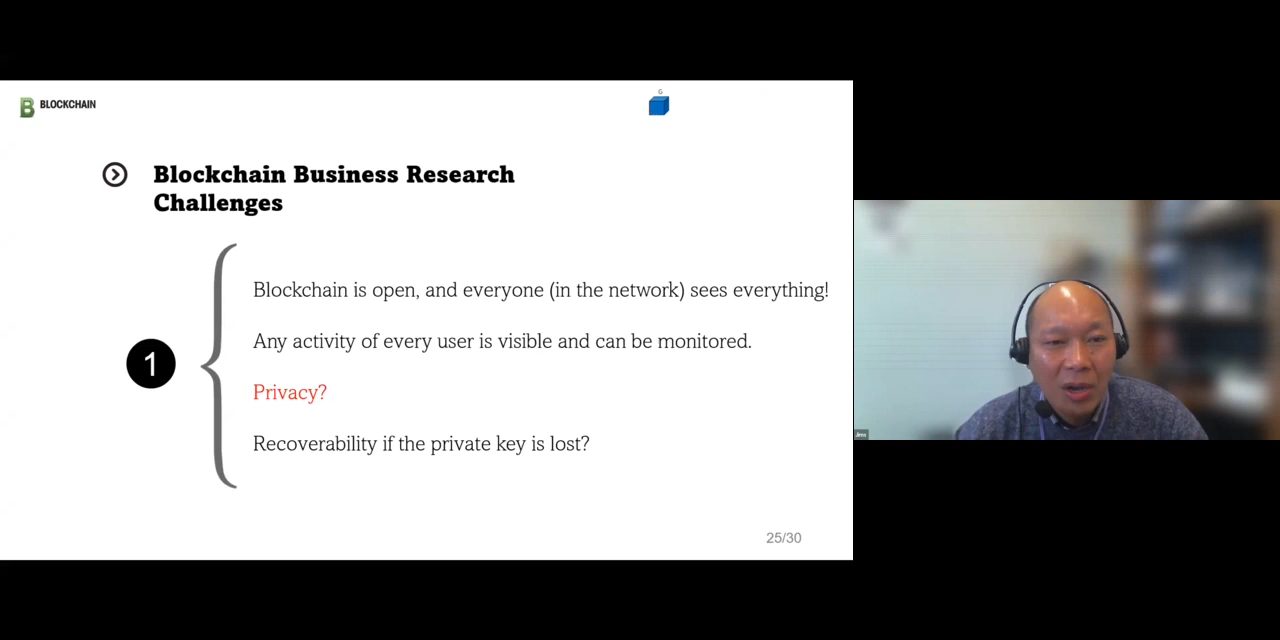 BLOCKCHAIN
G
Blockchain Business Research
Challenges
Blockchain is open, and everyone (in the network) sees everything!
Any activity of every user is visible and can be monitored.
1
Privacy?
Recoverability if the private key is lost?
25/30